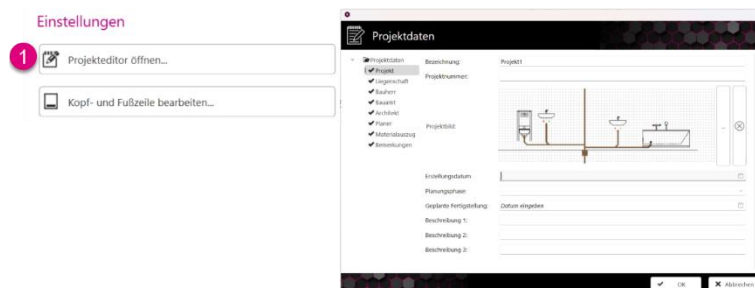 Einstellungen
1
Projekteditor öffnen...
Kopf- und Fußzeile bearbeiten...
Projektdaten
Projektdaten
Projekt
Liegenschaft
Bauherr
Bauamt
Architekt
Planer
Materialauszug
Bemerkungen
Bezeichnung:
Projekt1
Projektnummer:
Projektbild:
Erstellungsdatum
Planungsphase:
Geplante Fertigstellung:
Datum eingeben
Beschreibung 1:
Beschreibung 2:
Beschreibung 3:
OK
Abbrechen